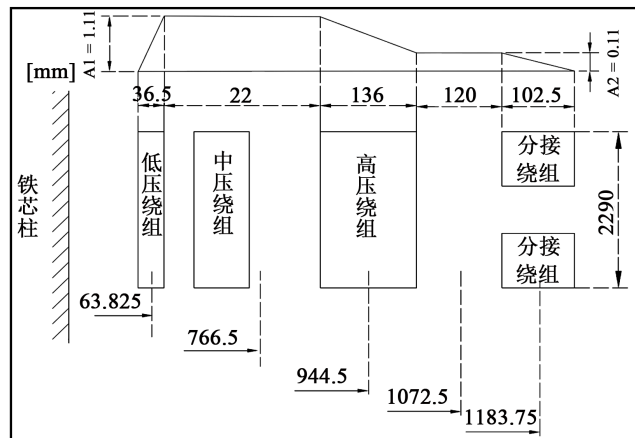 A1 = 1.11
A2 = 0.11
[mm]
36.5
22
136
120
102.5
铁芯柱
低压绕组
中压绕组
高压绕组
分接
绕组
分接
绕组
2290
63.825
766.5
944.5
1072.5
1183.75